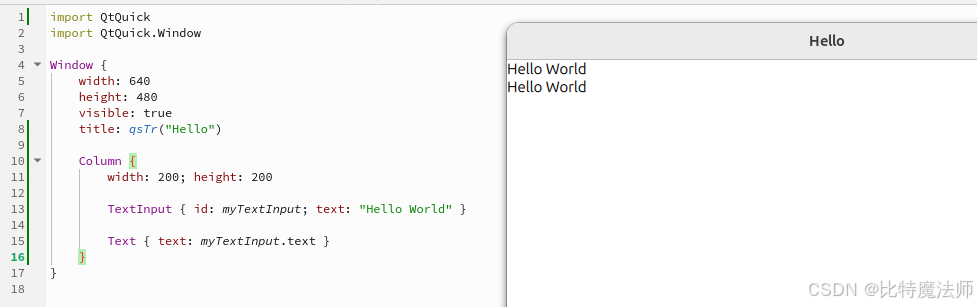 1 import QtQuick
2 import QtQuick.Window
3
4 Window {
5     width: 640
6     height: 480
7     visible: true
8     title: qsTr("Hello")
9
10     Column {
11         width: 200; height: 200
12
13         TextInput { id: myTextInput; text: "Hello World" }
14
15         Text { text: myTextInput.text }
16     }
17 }
18
Hello
Hello World
Hello World
CSDN @比特魔法师